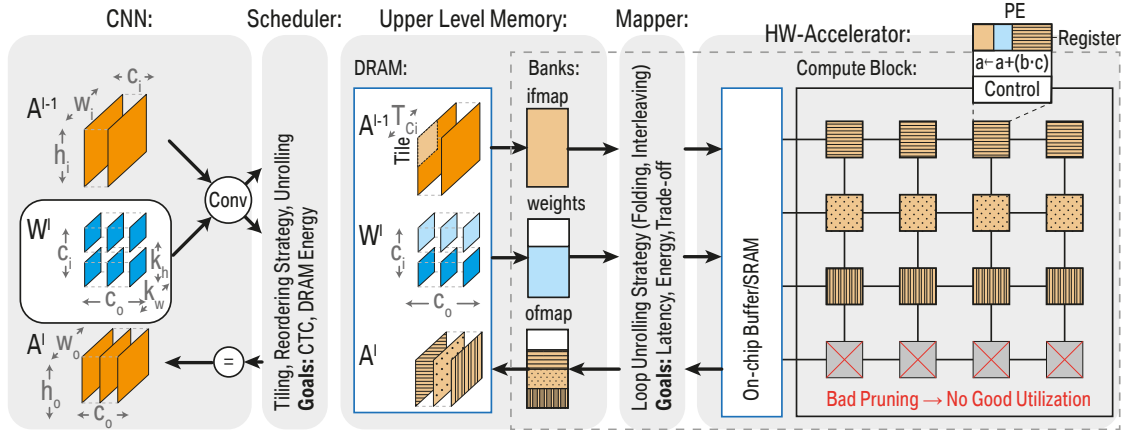 CNN:
Scheduler:
Upper Level Memory
Mapper:
HW-Accelerator:
PE
Register
a←a+(b·c)
Control
Compute Block:
DRAM:
Banks:
ifmap
weights
ofmap
A^l-1
c_i
w_i
h_i
Conv
W^l
c_i
k_h
k_w
c_o
A^l
w_o
h_o
c_o
=
Tiling, Reordering Strategy, Unrolling
Goals: CTC, DRAM Energy
A^l-1
T_Ci
Tile
W^l
c_i
c_o
A^l
Loop Unrolling Strategy (Folding, Interleaving)
Goals: Latency, Energy,Trade-off
On-chip Buffer/SRAM
Bad Pruning → No Good Utilization